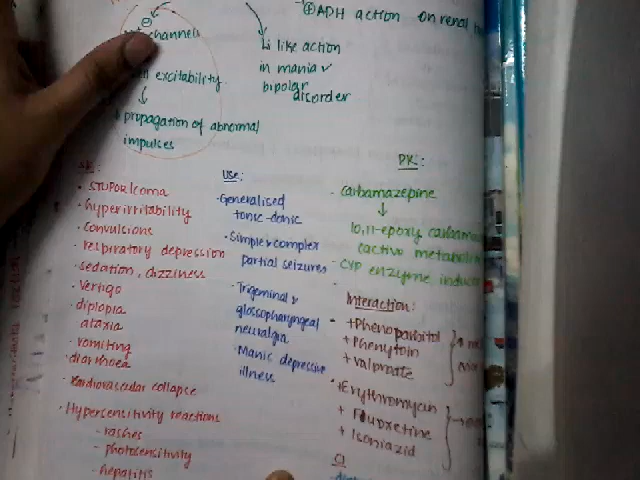 ⊕ADH action on renal
⊖
channels
excitability
↓
propagation of abnormal
impulses
Li like action
in mania &
bipolar
disorder
AE:
• STUPOR/coma
• hyperirritability
• convulsions
• respiratory depression
• sedation, dizziness
• vertigo
• diplopia
ataxia
• vomiting
• diarrhoea
• cardiovascular collapse
• Hypersensitivity reactions
- rashes
- photosensitivity
- hepatitis
USE:
• Generalised
tonic-clonic
• Simple & complex
partial seizures
• Trigeminal &
glossopharyngeal
neuralgia
• Manic depressive
illness
PK:
• carbamazepine
↓
10,11-epoxy
(active
• CYP enzyme
Interaction:
• +Phenobarbital
+ Phenytoin
+ valproate
• +Erythromycin
+ Fluoxetine
+ Isoniazid
CI